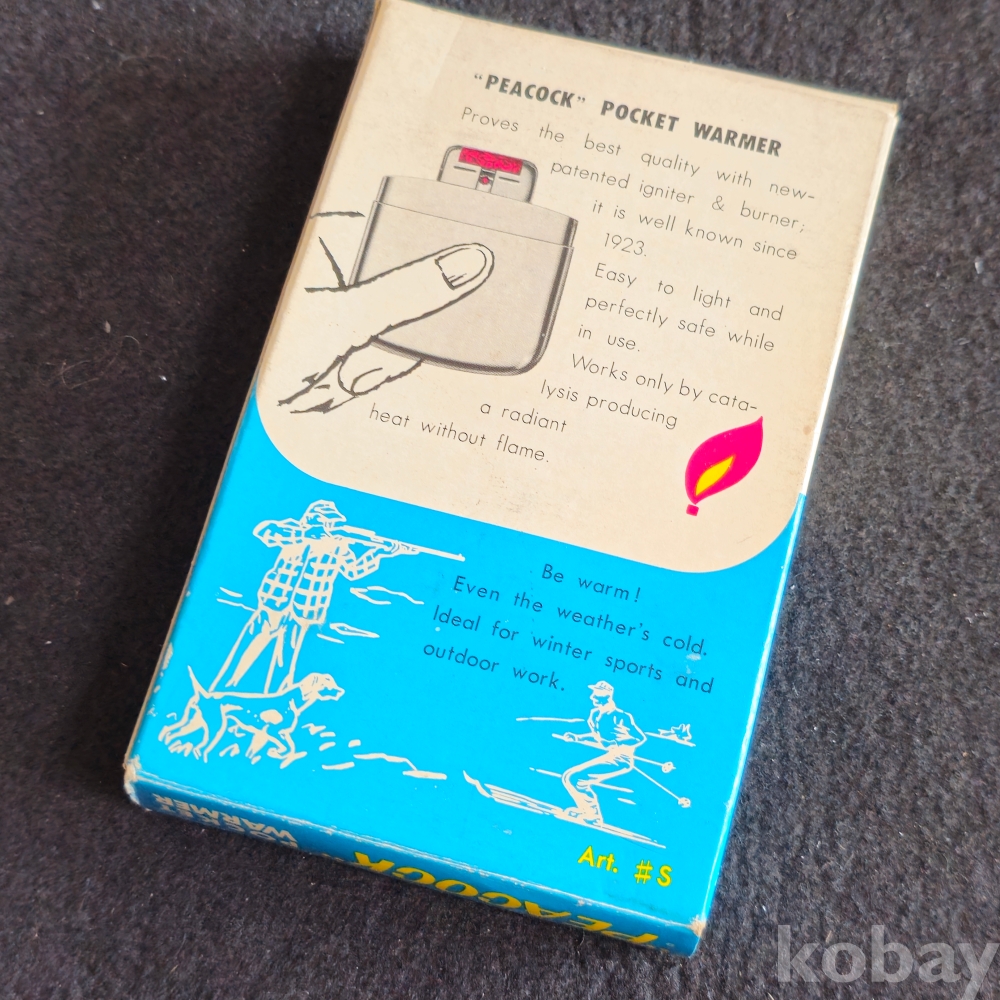 "PEACOCK" POCKET WARMER
Proves the best quality with new-
patented igniter & burner;
it is well known since
1923.
Easy to light and
perfectly safe while
in use.
Works only by cata-
lysis producing
a radiant
heat without flame.
Be warm!
Even the weather's cold.
Ideal for winter sports and
outdoor work.
Art. #S
"PEACOCK"
POCKET
WARMER
kobay